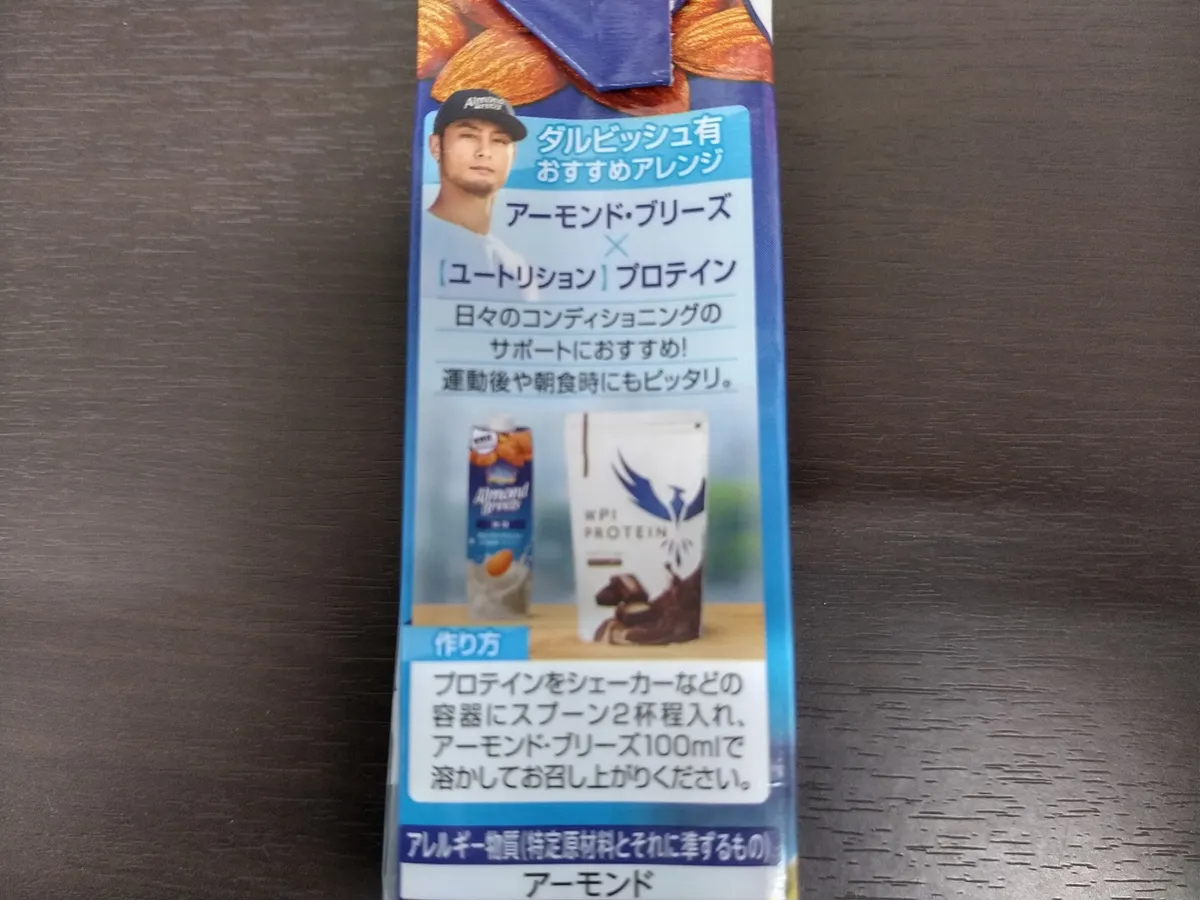 Almond
Breeze
ダルビッシュ有
おすすめアレンジ
アーモンド・ブリーズ
×
【ユートリション】プロテイン
日々のコンディショニングの
サポートにおすすめ!
運動後や朝食時にもピッタリ。
Almond
Breeze
WPI
PROTEIN
作り方
プロテインをシェーカーなどの
容器にスプーン2杯程入れ、
アーモンド・ブリーズ100mlで
溶かしてお召し上がりください。
アレルギー物質(特定原材料とそれに準ずるもの)
アーモンド